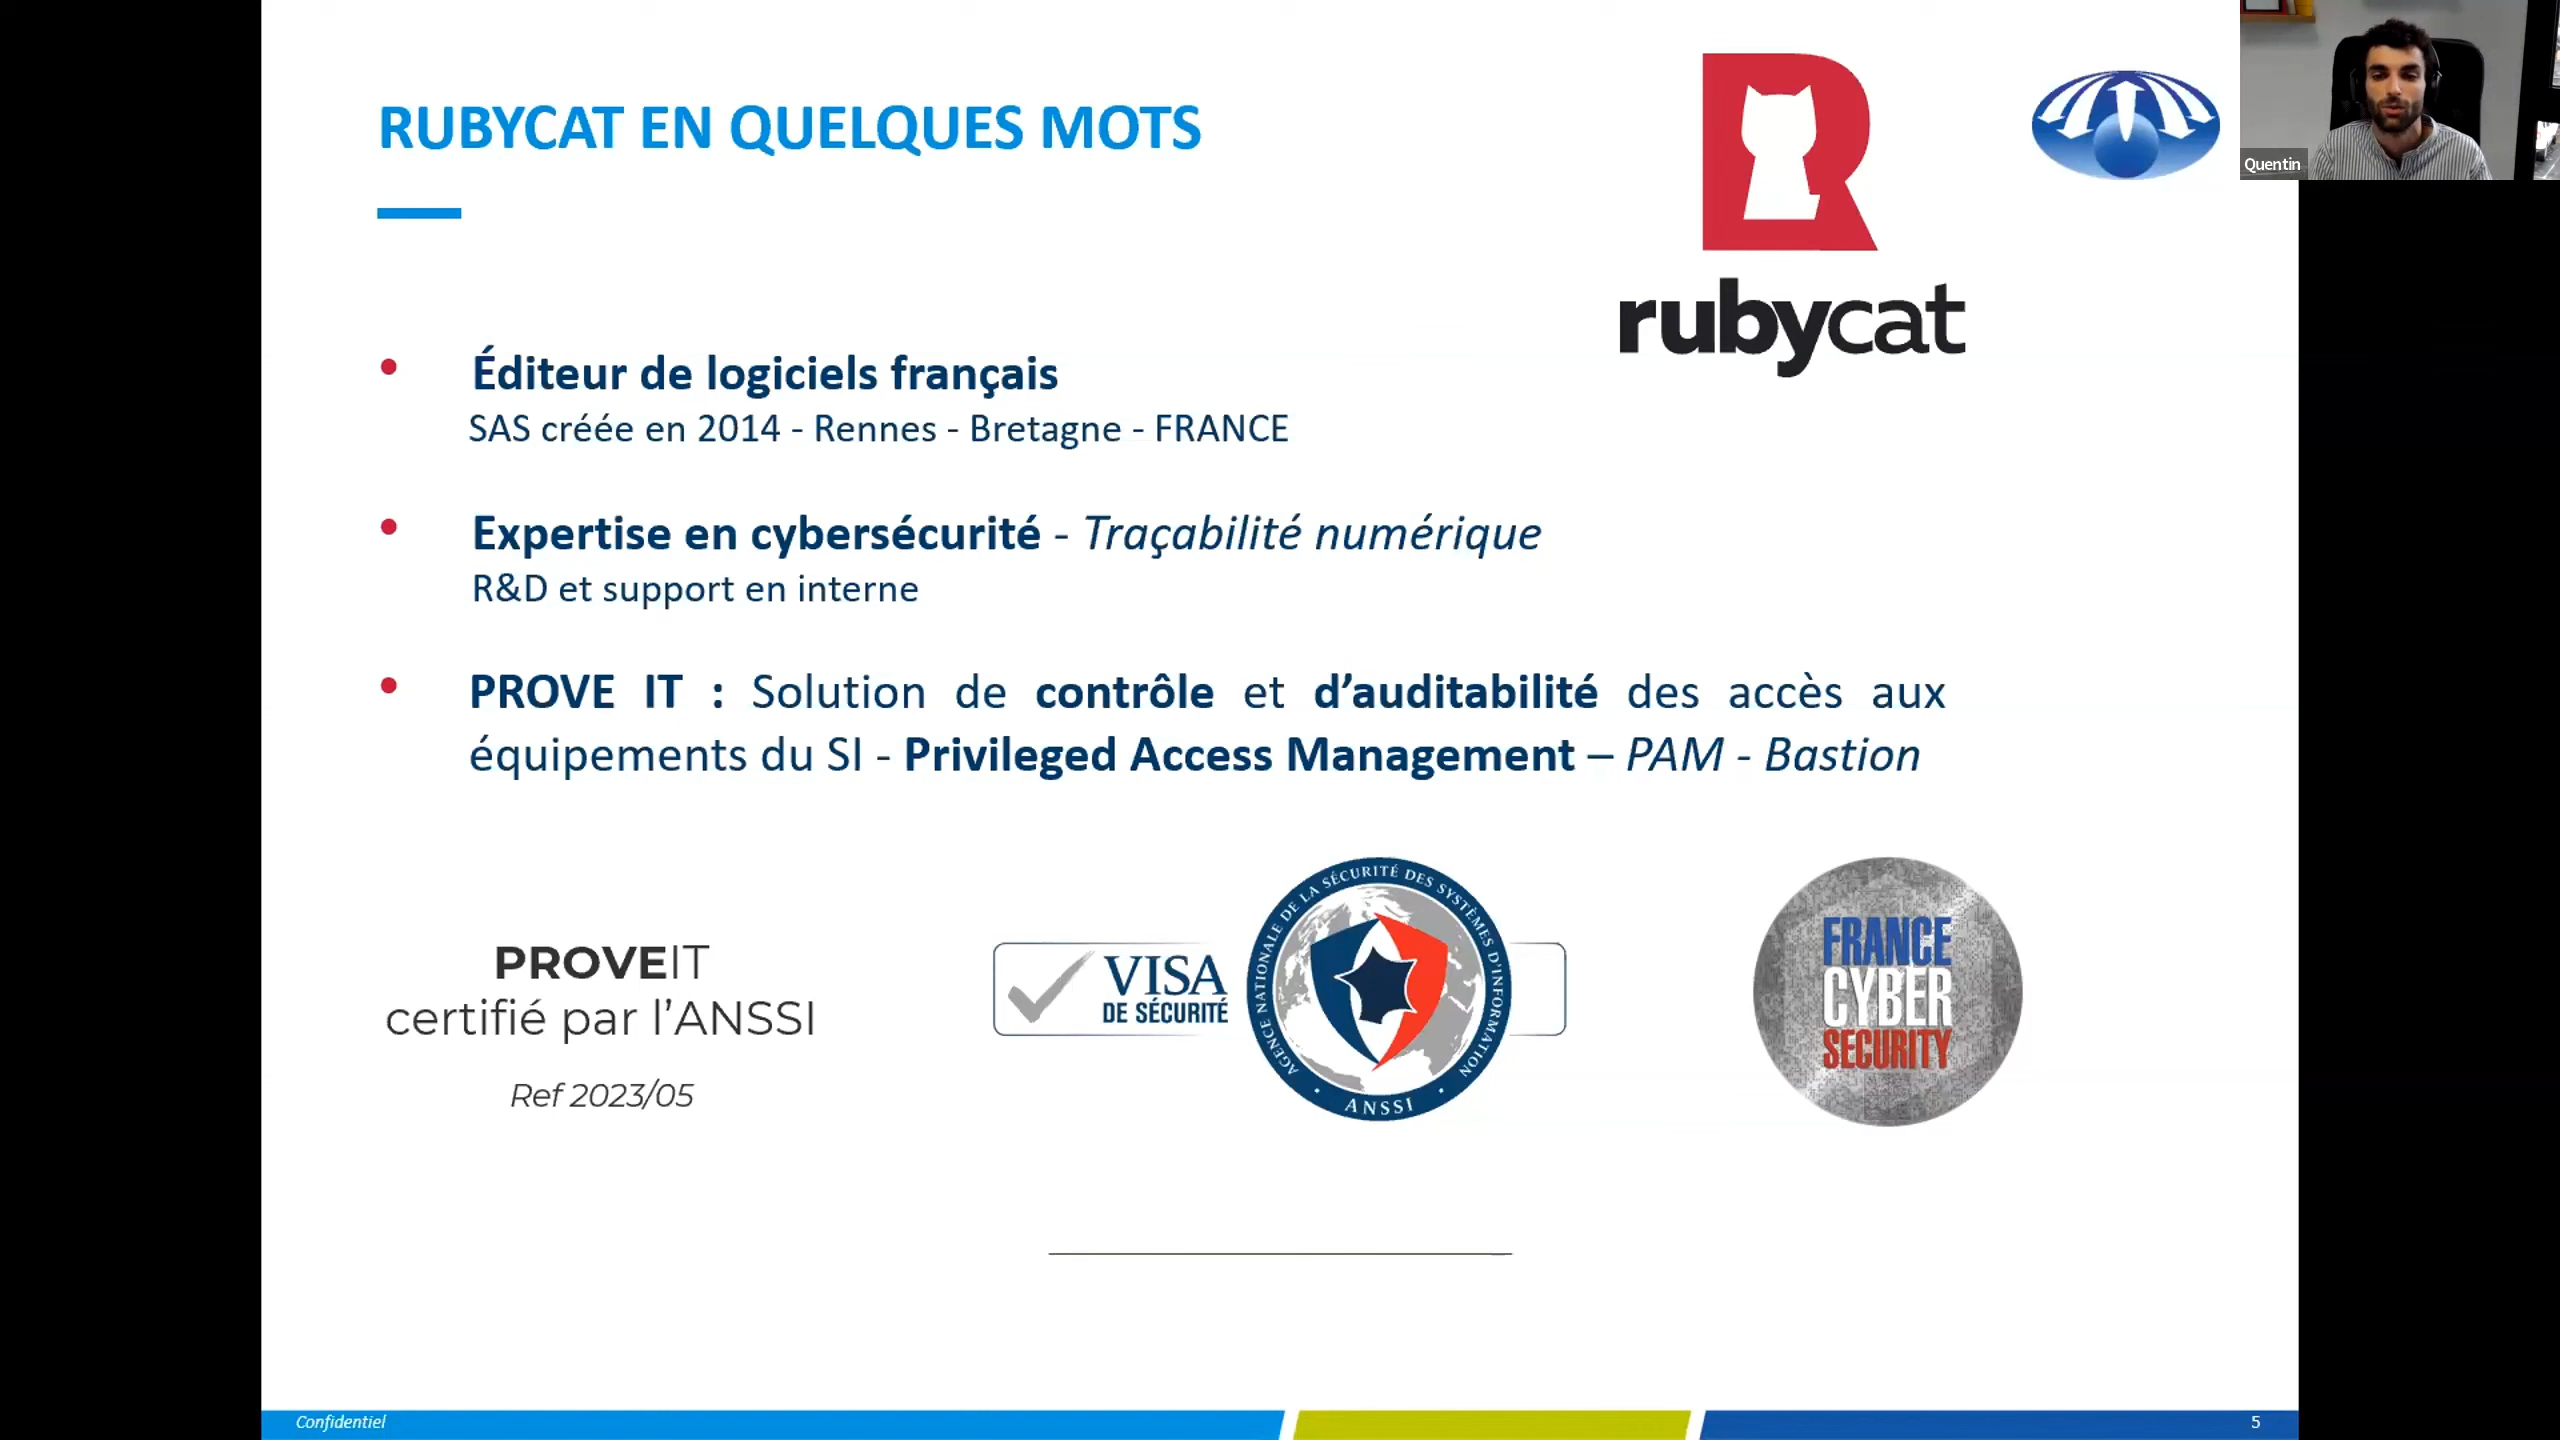 RUBYCAT EN QUELQUES MOTS
rubycat
Quentin
• Éditeur de logiciels français
SAS créée en 2014 - Rennes - Bretagne - FRANCE
• Expertise en cybersécurité - Traçabilité numérique
R&D et support en interne
• PROVE IT : Solution de contrôle et d’auditabilité des accès aux
équipements du SI - Privileged Access Management – PAM - Bastion
PROVEIT
certifié par l’ANSSI
Ref 2023/05
VISA
DE SÉCURITÉ
AGENCE NATIONALE DE LA SÉCURITÉ DES SYSTÈMES D'INFORMATION
• ANSSI •
FRANCE
CYBER
SECURITY
Confidentiel
5